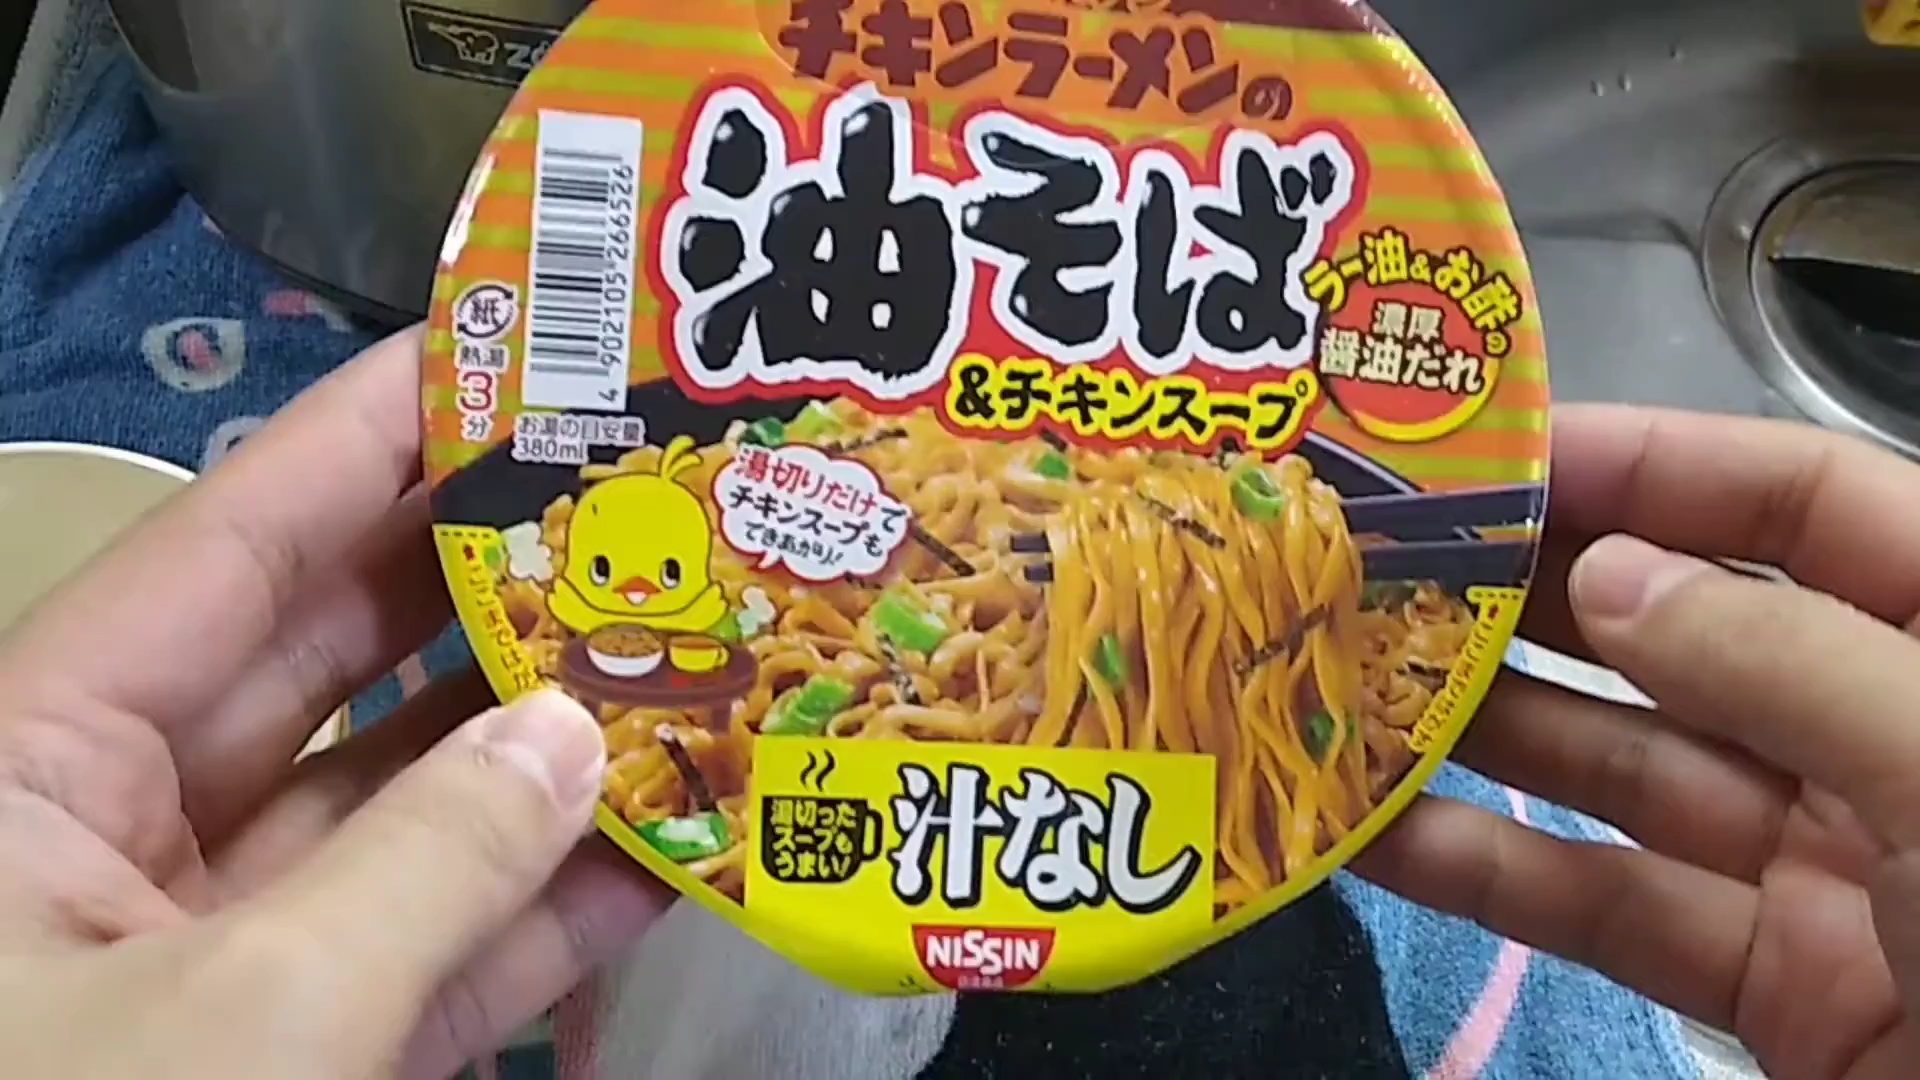 チキンラーメンの
油そば
&チキンスープ
ラー油&お酢の
濃厚
醤油だれ
4 902105 266526
紙
熱湯
3
分
お湯の目安量
380ml
湯切りだけで
チキンスープも
できあがり!
湯切った
スープも
うまい!
汁なし
NISSIN